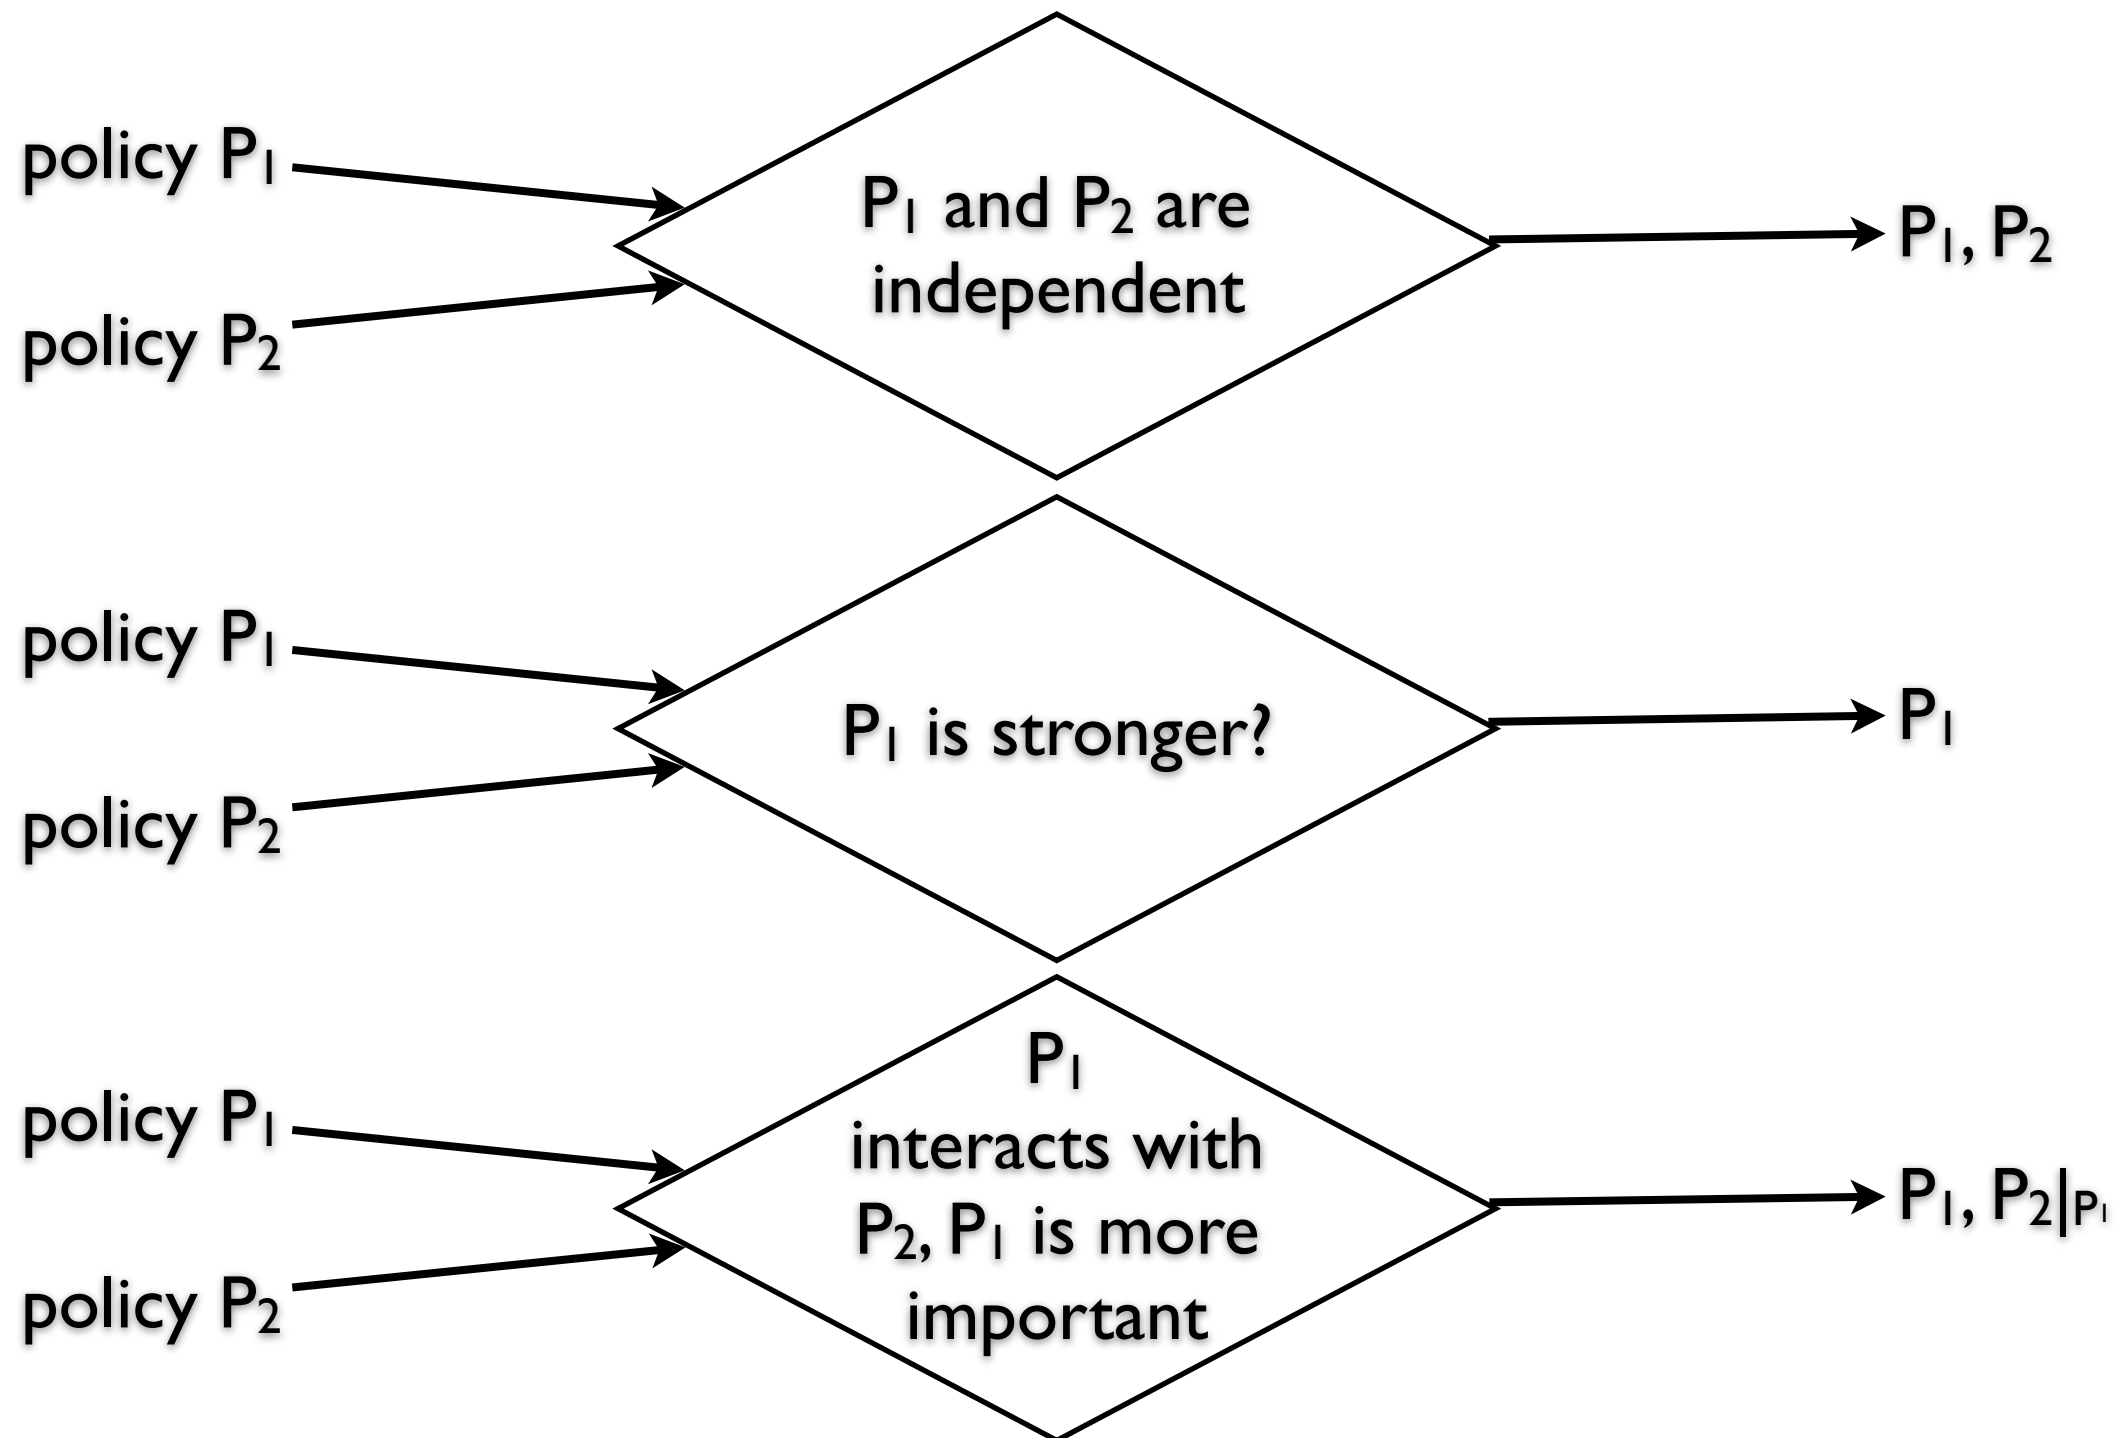 policy P1
policy P2
P1 and P2 are
independent
P1, P2
policy P1
policy P2
P1 is stronger?
P1
policy P1
policy P2
P1
interacts with
P2, P1 is more
important
P1, P2|P1